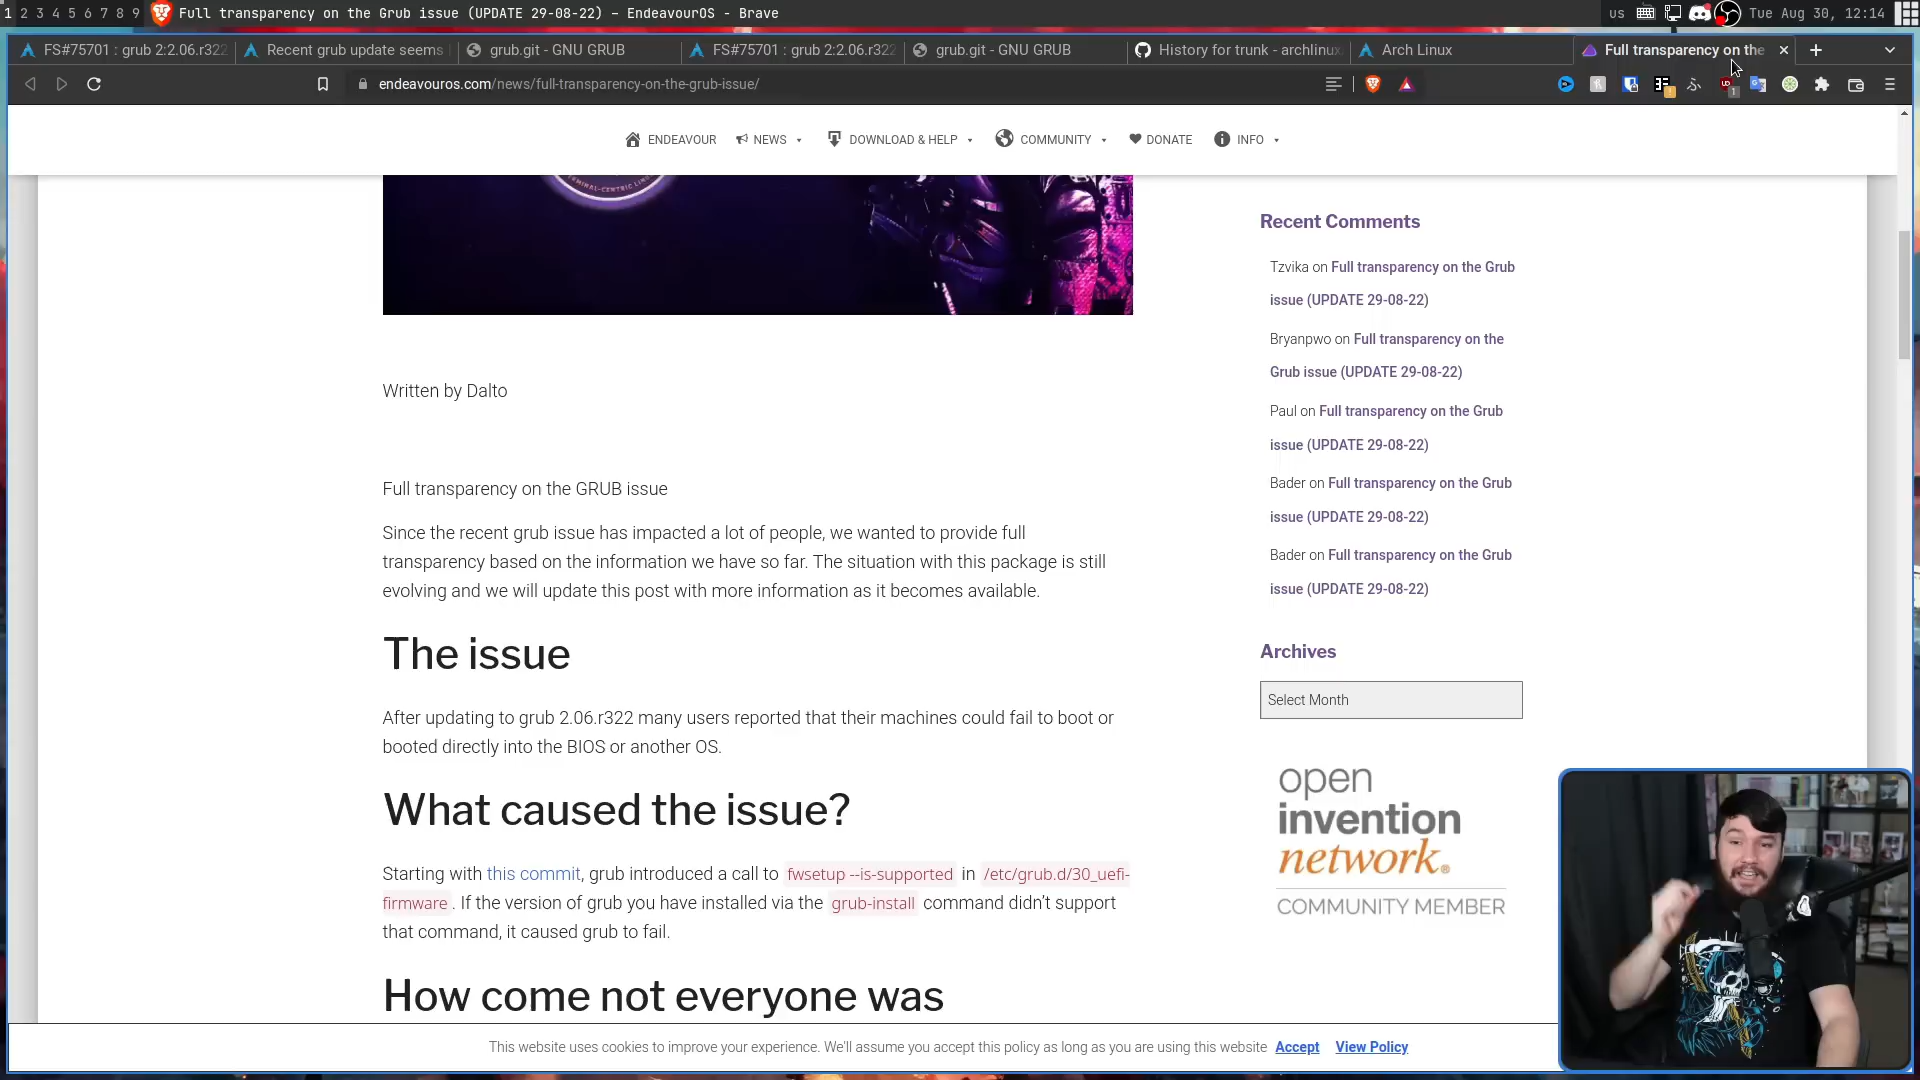 1 2 3 4 5 6 7 8 9 Full transparency on the Grub issue (UPDATE 29-08-22) – EndeavourOS - Brave us Tue Aug 30, 12:14
FS#75701 : grub 2:2.06.r322 Recent grub update seems grub.git - GNU GRUB FS#75701 : grub 2:2.06.r322 grub.git - GNU GRUB History for trunk - archlinux Arch Linux Full transparency on the
endeavouros.com/news/full-transparency-on-the-grub-issue/
ENDEAVOUR NEWS DOWNLOAD & HELP COMMUNITY DONATE INFO
Written by Dalto
Full transparency on the GRUB issue
Since the recent grub issue has impacted a lot of people, we wanted to provide full
transparency based on the information we have so far. The situation with this package is still
evolving and we will update this post with more information as it becomes available.
The issue
After updating to grub 2.06.r322 many users reported that their machines could fail to boot or
booted directly into the BIOS or another OS.
What caused the issue?
Starting with this commit, grub introduced a call to fwsetup --is-supported in /etc/grub.d/30_uefi-
firmware . If the version of grub you have installed via the grub-install command didn't support
that command, it caused grub to fail.
How come not everyone was
Recent Comments
Tzvika on Full transparency on the Grub
issue (UPDATE 29-08-22)
Bryanpwo on Full transparency on the
Grub issue (UPDATE 29-08-22)
Paul on Full transparency on the Grub
issue (UPDATE 29-08-22)
Bader on Full transparency on the Grub
issue (UPDATE 29-08-22)
Bader on Full transparency on the Grub
issue (UPDATE 29-08-22)
Archives
Select Month
open
invention
network®
COMMUNITY MEMBER
This website uses cookies to improve your experience. We'll assume you accept this policy as long as you are using this website Accept View Policy